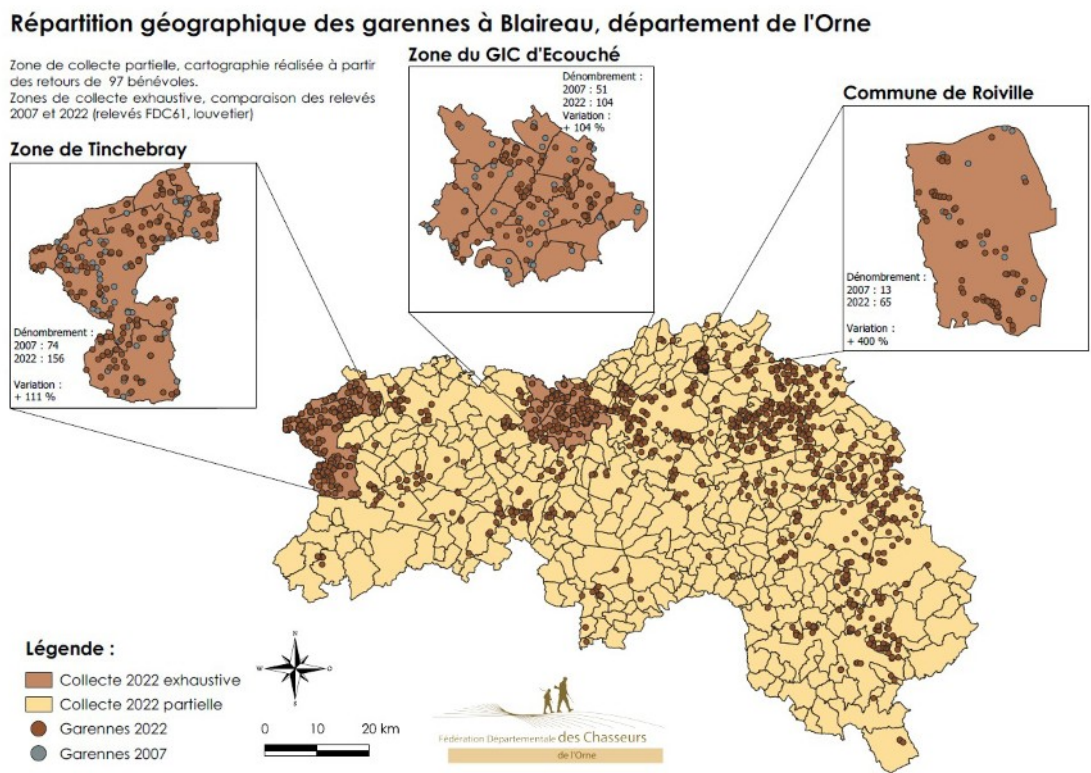 Répartition géographique des garennes à Blaireau, département de l'Orne
Zone de collecte partielle, cartographie réalisée à partir
des retours de 97 bénévoles.
Zones de collecte exhaustive, comparaison des relevés
2007 et 2022 (relevés FDC61, louvetier)
Zone du GIC d'Ecouché
Dénombrement :
2007 : 51
2022 : 104
Variation :
+ 104 %
Commune de Roiville
Dénombrement :
2007 : 13
2022 : 65
Variation :
+ 400 %
Zone de Tinchebray
Dénombrement :
2007 : 74
2022 : 156
Variation :
+ 111 %
Légende :
Collecte 2022 exhaustive
Collecte 2022 partielle
Garennes 2022
Garennes 2007
N
W
O
S
0 10 20 km
Fédération Départementale des Chasseurs
de l'Orne